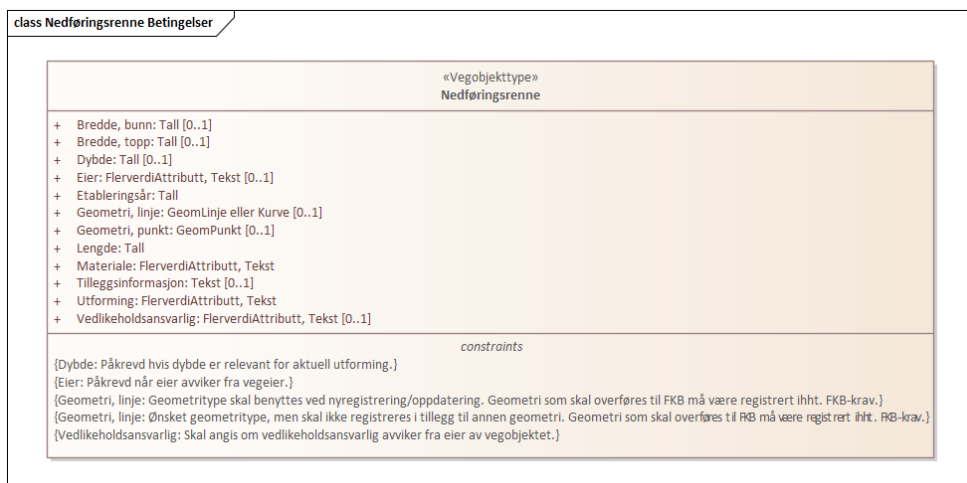 class Nedføringsrenne Betingelser
«Vegobjekttype»
Nedføringsrenne
+ Bredde, bunn: Tall [0..1]
+ Bredde, topp: Tall [0..1]
+ Dybde: Tall [0..1]
+ Eier: FlerverdiAttributt, Tekst [0..1]
+ Etableringsår: Tall
+ Geometri, linje: GeomLinje eller Kurve [0..1]
+ Geometri, punkt: GeomPunkt [0..1]
+ Lengde: Tall
+ Materiale: FlerverdiAttributt, Tekst
+ Tilleggsinformasjon: Tekst [0..1]
+ Utforming: FlerverdiAttributt, Tekst
+ Vedlikeholdsansvarlig: FlerverdiAttributt, Tekst [0..1]
constraints
{Dybde: Påkrevd hvis dybde er relevant for aktuell utforming.}
{Eier: Påkrevd når eier avviker fra vegeier.}
{Geometri, linje: Geometritype skal benyttes ved nyregistrering/oppdatering. Geometri som skal overføres til FKB må være registrert ihht. FKB-krav.}
{Geometri, linje: Ønsket geometritype, men skal ikke registreres i tillegg til annen geometri. Geometri som skal overføres til FKB må være registrert ihht. FKB-krav.}
{Vedlikeholdsansvarlig: Skal angis om vedlikeholdsansvarlig avviker fra eier av vegobjektet.}